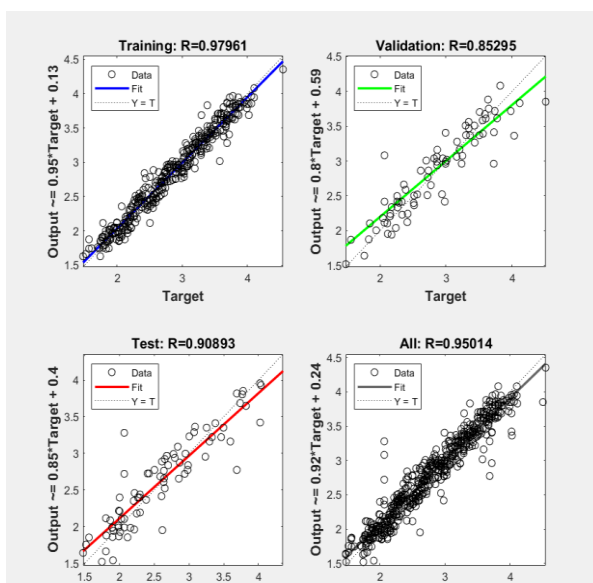 Training: R=0.97961
Output ~= 0.95*Target + 0.13
4.5
4
3.5
3
2.5
2
1.5
Data
Fit
Y = T
2 3 4
Target
Validation: R=0.85295
Output ~= 0.8*Target + 0.59
4.5
4
3.5
3
2.5
2
1.5
Data
Fit
Y = T
2 3 4
Target
Test: R=0.90893
Output ~= 0.85*Target + 0.4
4
3.5
3
2.5
2
1.5
Data
Fit
Y = T
1.5 2 2.5 3 3.5 4
All: R=0.95014
Output ~= 0.92*Target + 0.24
4.5
4
3.5
3
2.5
2
1.5
Data
Fit
Y = T
2 3 4